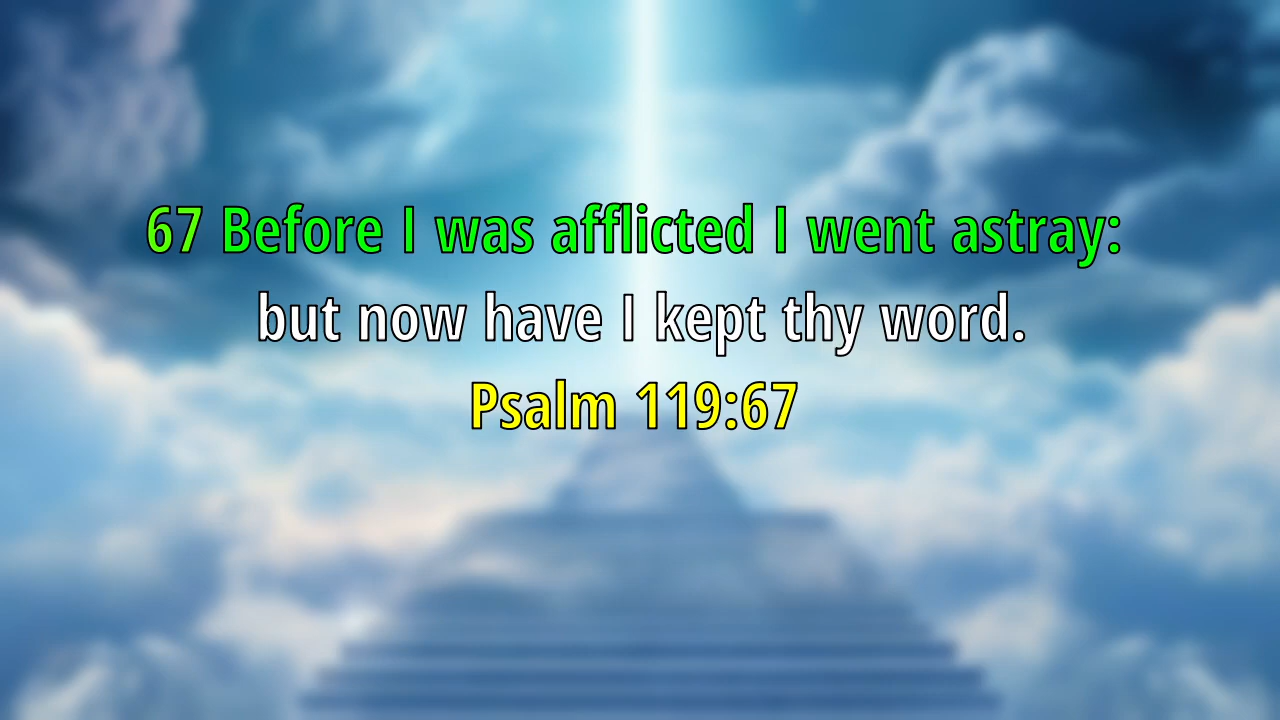 67 Before I was afflicted I went astray:
but now have I kept thy word.
Psalm 119:67